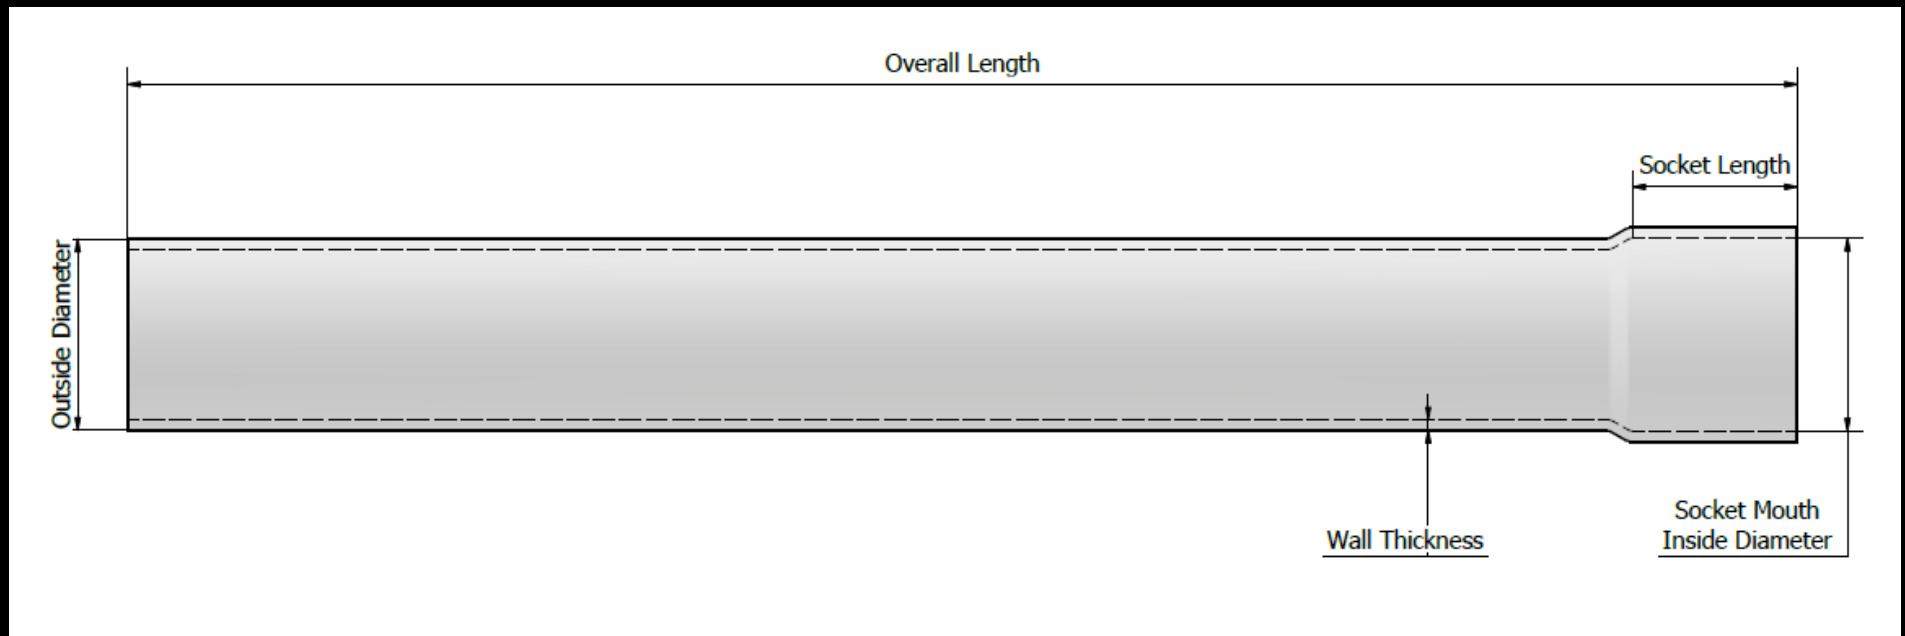 Overall Length
Socket Length
Outside Diameter
Socket Mouth
Inside Diameter
Wall Thickness